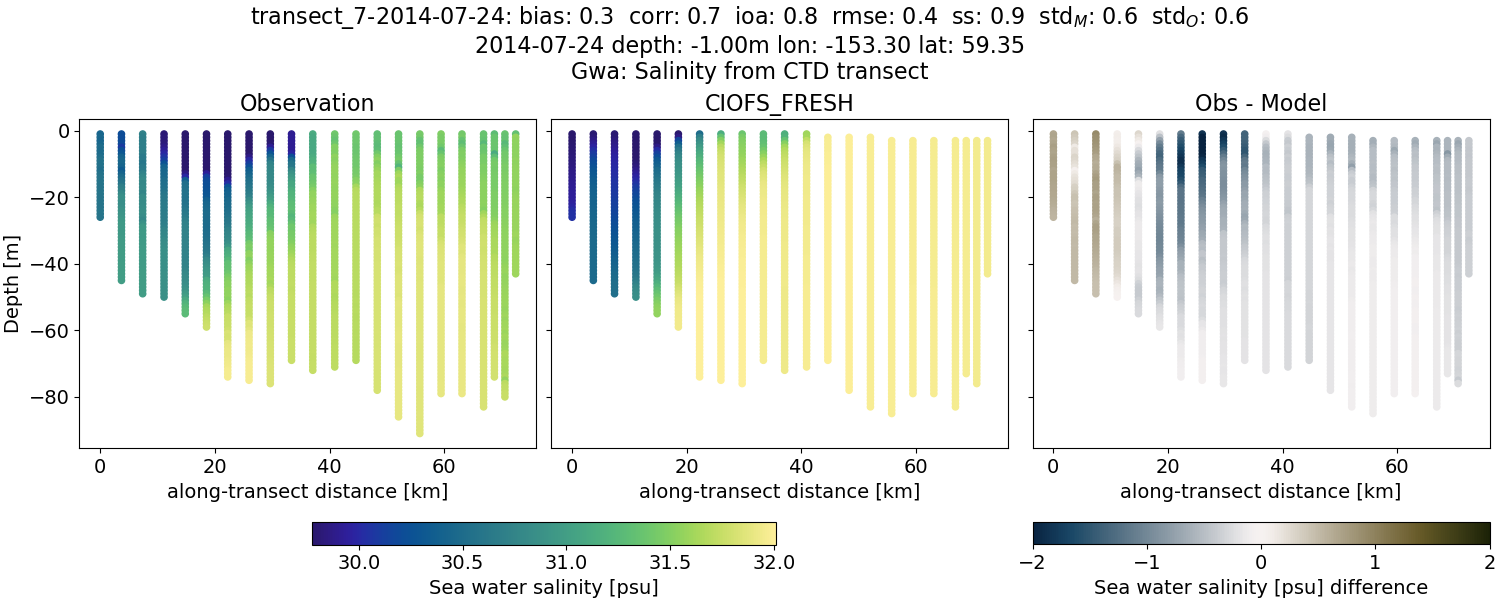 transect_7-2014-07-24: bias: 0.3  corr: 0.7  ioa: 0.8  rmse: 0.4  ss: 0.9  std_M: 0.6  std_O: 0.6
2014-07-24 depth: -1.00m lon: -153.30 lat: 59.35
Gwa: Salinity from CTD transect
Observation
CIOFS_FRESH
Obs - Model
Depth [m]
0
−20
−40
−60
−80
0 20 40 60
0 20 40 60
0 20 40 60
along-transect distance [km]
along-transect distance [km]
along-transect distance [km]
30.0 30.5 31.0 31.5 32.0
Sea water salinity [psu]
−2 −1 0 1 2
Sea water salinity [psu] difference